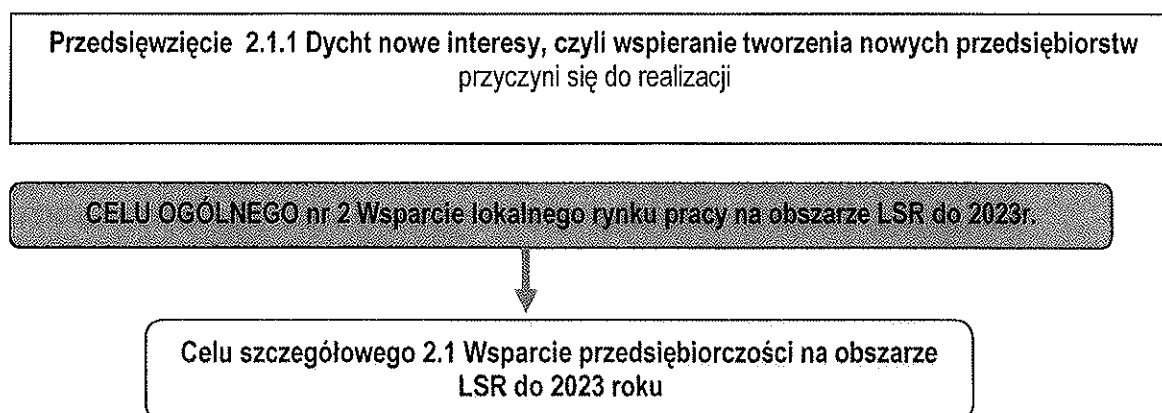 Przedsięwzięcie 2.1.1 Dycht nowe interesy, czyli wspieranie tworzenia nowych przedsiębiorstw
przyczyni się do realizacji
CELU OGÓLNEGO nr 2 Wsparcie lokalnego rynku pracy na obszarze LSR do 2023r.
Celu szczegółowego 2.1 Wsparcie przedsiębiorczości na obszarze
LSR do 2023 roku